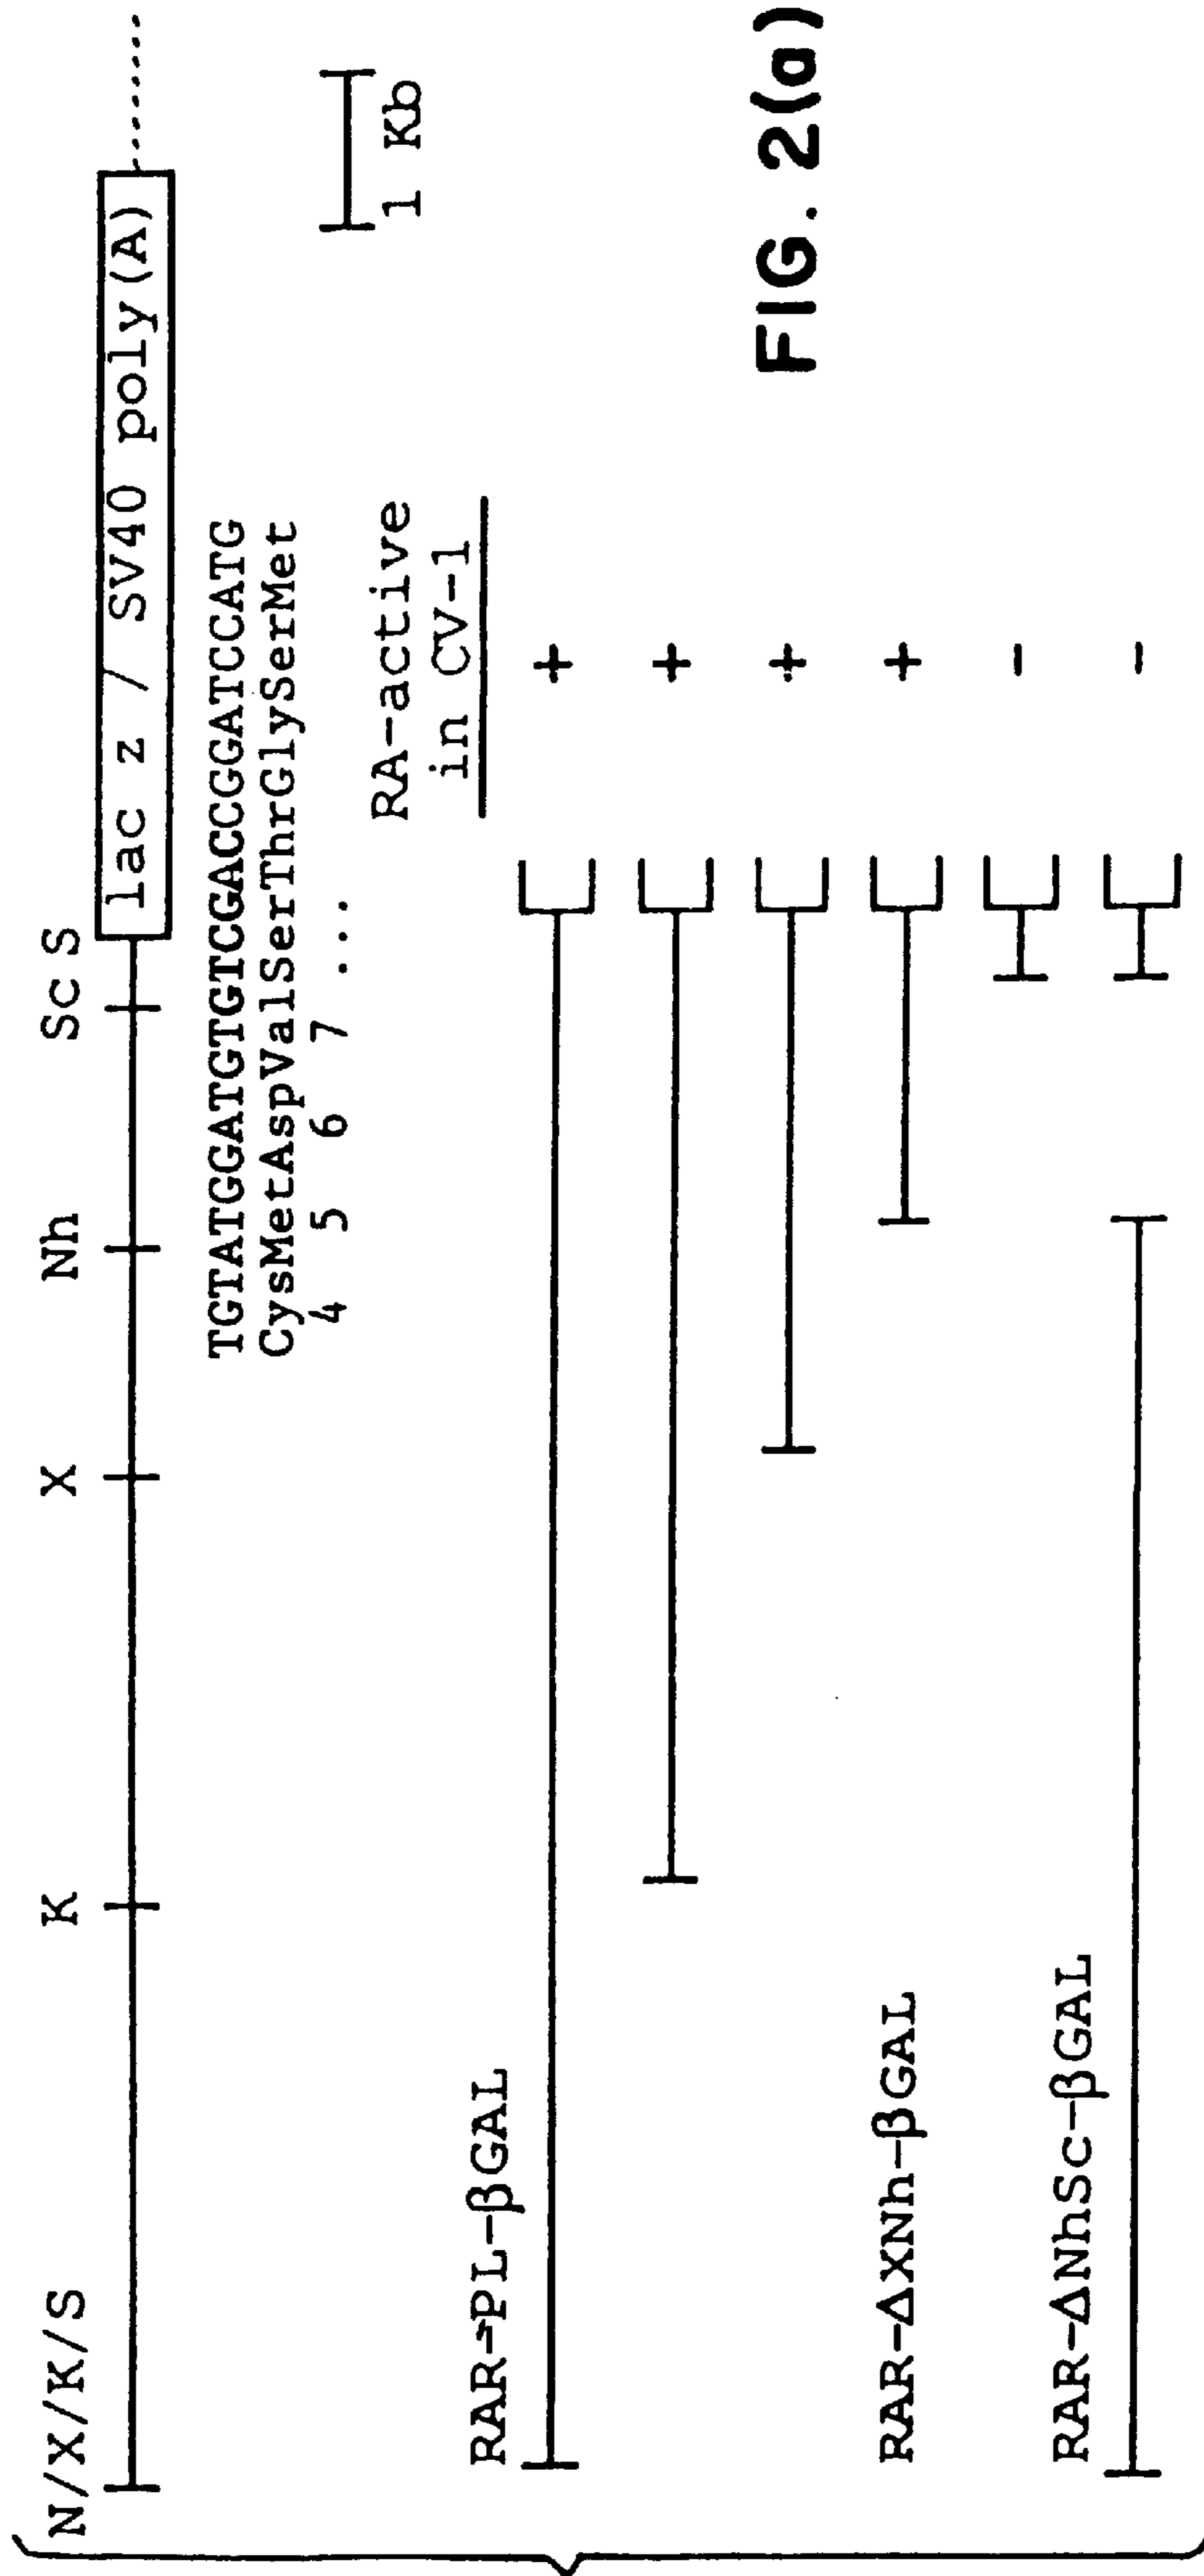 N/X/K/S K X Nh Sc S
lac z / SV40 poly(A)
TGTATGGATGTGTCGACCGGATCCATG
CysMetAspValSerThrGlySerMet
4 5 6 7 ...
1 Kb
RA-active
in CV-1
RAR-PL-βGAL
+
+
+
RAR-ΔXNh-βGAL
+
-
RAR-ΔNhSc-βGAL
-
FIG. 2(a)